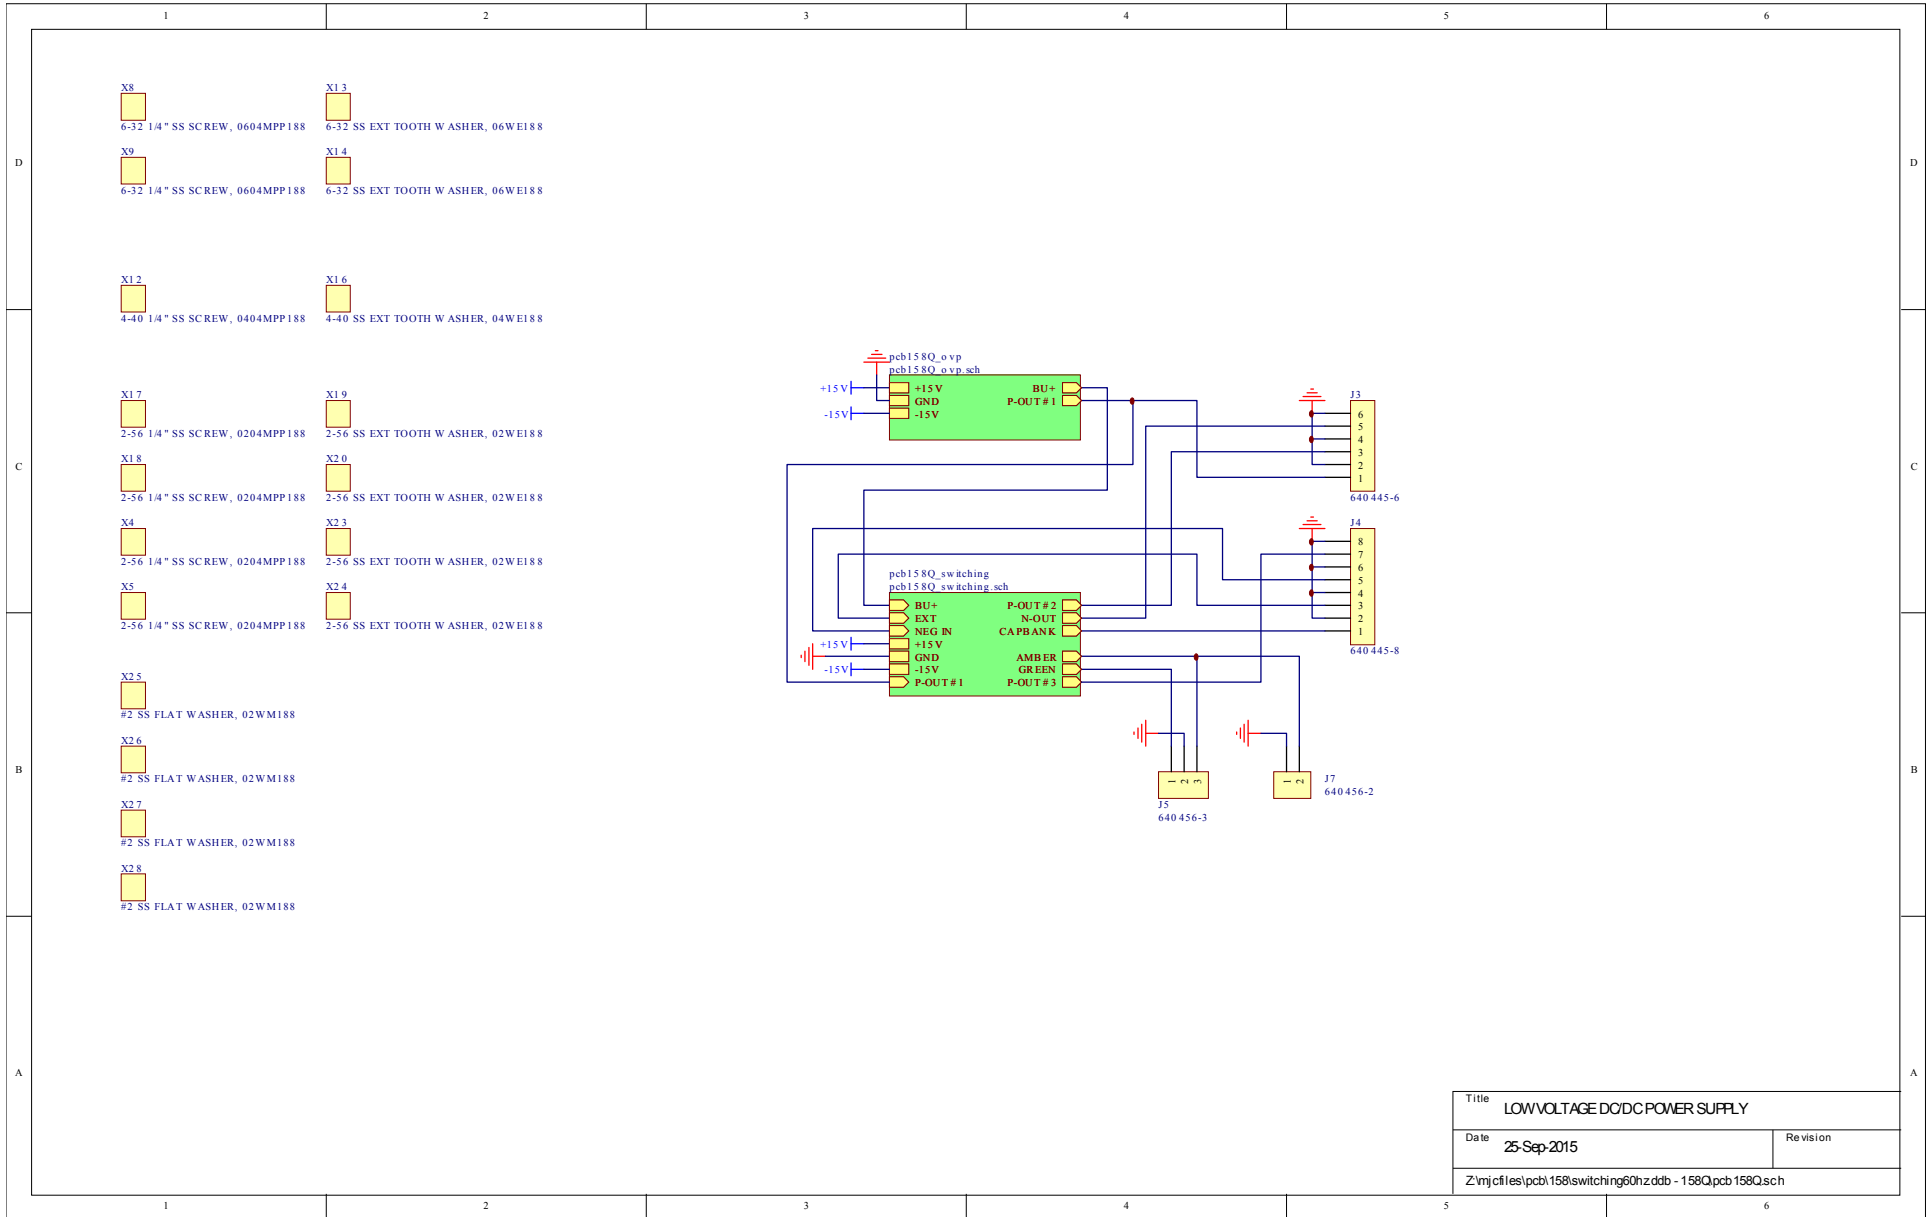 1 2 3 4 5 6
D D
C C
B B
A A
X8
6-32 1/4" SS SCREW, 0604MPP188
X13
6-32 SS EXT TOOTH WASHER, 06WE188
X9
6-32 1/4" SS SCREW, 0604MPP188
X14
6-32 SS EXT TOOTH WASHER, 06WE188
X12
4-40 1/4" SS SCREW, 0404MPP188
X16
4-40 SS EXT TOOTH WASHER, 04WE188
X17
2-56 1/4" SS SCREW, 0204MPP188
X19
2-56 SS EXT TOOTH WASHER, 02WE188
X18
2-56 1/4" SS SCREW, 0204MPP188
X20
2-56 SS EXT TOOTH WASHER, 02WE188
X4
2-56 1/4" SS SCREW, 0204MPP188
X23
2-56 SS EXT TOOTH WASHER, 02WE188
X5
2-56 1/4" SS SCREW, 0204MPP188
X24
2-56 SS EXT TOOTH WASHER, 02WE188
X25
#2 SS FLAT WASHER, 02WM188
X26
#2 SS FLAT WASHER, 02WM188
X27
#2 SS FLAT WASHER, 02WM188
X28
#2 SS FLAT WASHER, 02WM188
pcb158Q_ovp
pcb158Q_ovp.sch
+15V +15V BU+
GND P-OUT#1
-15V -15V
J3
6
5
4
3
2
1
640445-6
J4
8
7
6
5
4
3
2
1
640445-8
pcb158Q_switching
pcb158Q_switching.sch
BU+ P-OUT#2
EXT N-OUT
NEG IN CAPBANK
+15V +15V
GND AMBER
-15V -15V GREEN
P-OUT#1 P-OUT#3
1 2 3
J5
640456-3
1 2
J7
640456-2
Title LOW VOLTAGE DC/DC POWER SUPPLY
Date 25-Sep-2015 Revision
Z:\mjcfiles\pcb\158\switching60hz.ddb - 158Q\pcb158Q.sch
1 2 3 4 5 6